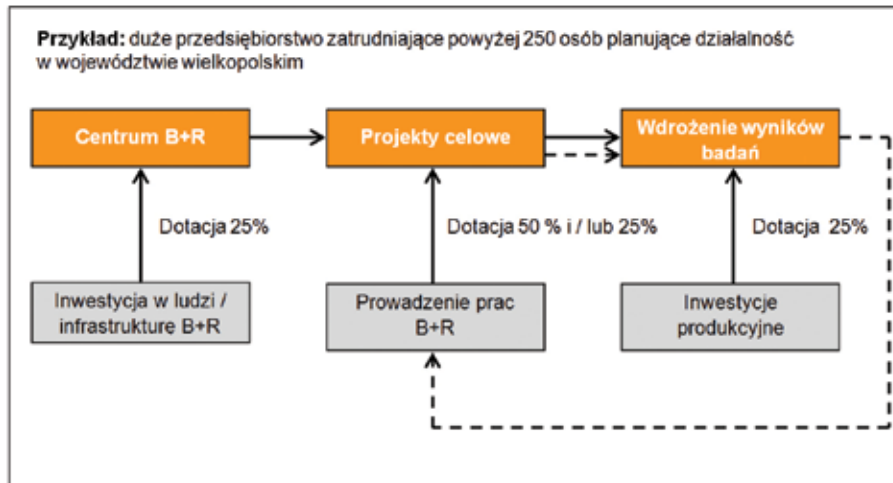 Przykład: duże przedsiębiorstwo zatrudniające powyżej 250 osób planujące działalność
w województwie wielkopolskim
Centrum B+R
Projekty celowe
Wdrożenie wyników
badań
Dotacja 25%
Dotacja 50 % i / lub 25%
Dotacja 25%
Inwestycja w ludzi /
infrastrukturę B+R
Prowadzenie prac
B+R
Inwestycje
produkcyjne